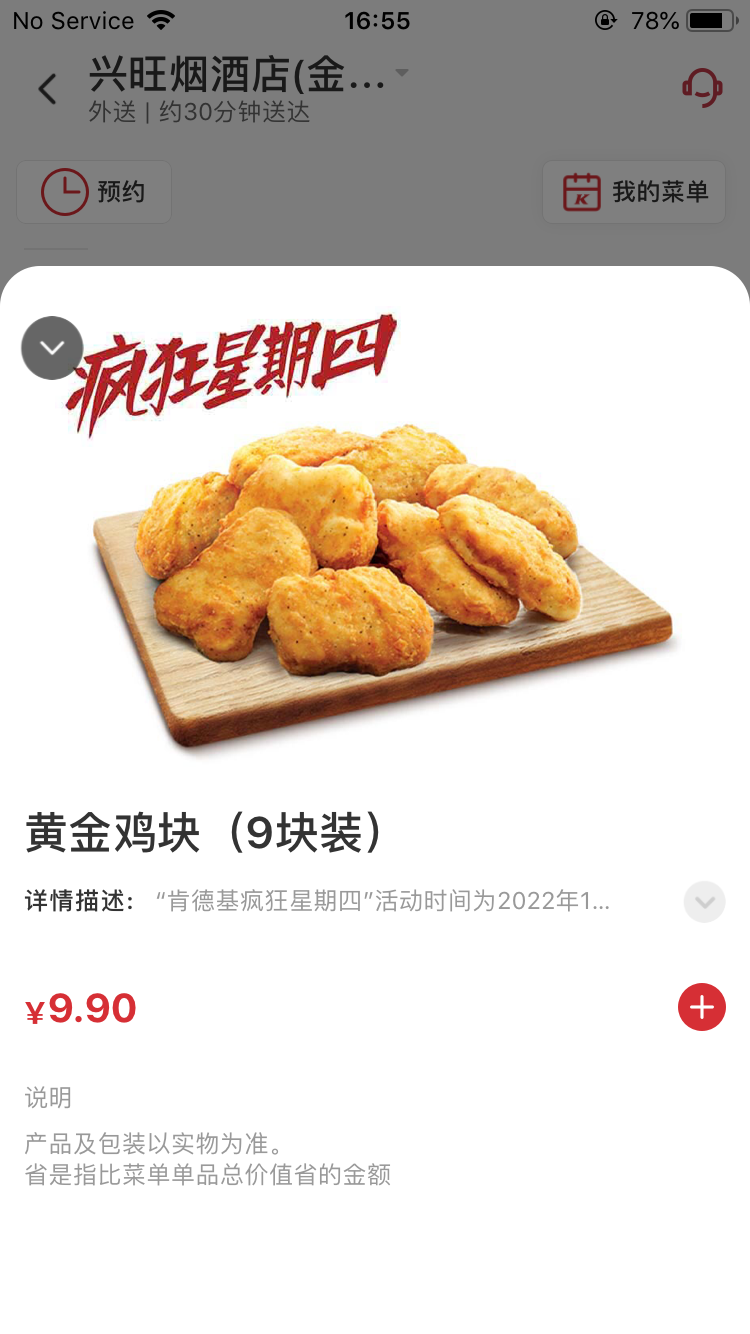 No Service 16:55 78%
兴旺烟酒店(金...
外送 | 约30分钟送达
预约
K 我的菜单
疯狂星期四
黄金鸡块（9块装）
详情描述: “肯德基疯狂星期四”活动时间为2022年1...
¥9.90
说明
产品及包装以实物为准。
省是指比菜单单品总价值省的金额